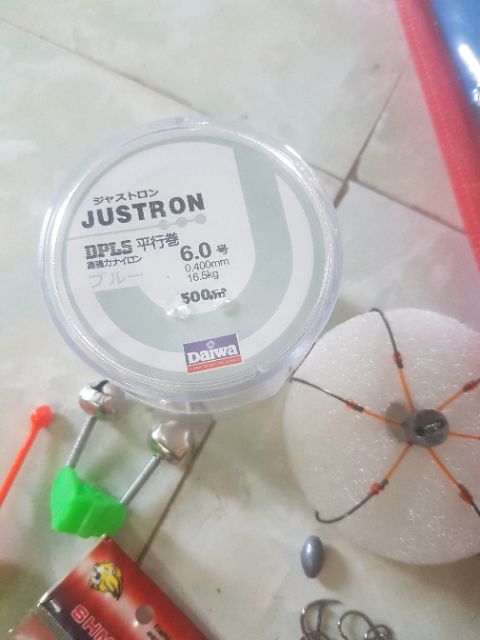 ジャストロン
JUSTRON
DPLS 平行巻
高強力ナイロン
ブルー
6.0号
0.400mm
16.5kg
500m
Daiwa
SHM